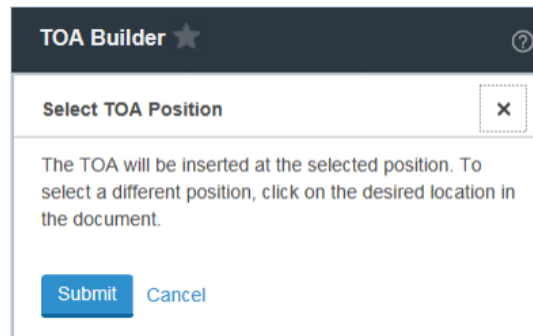 TOA Builder
Select TOA Position
The TOA will be inserted at the selected position. To
select a different position, click on the desired location in
the document.
Submit Cancel